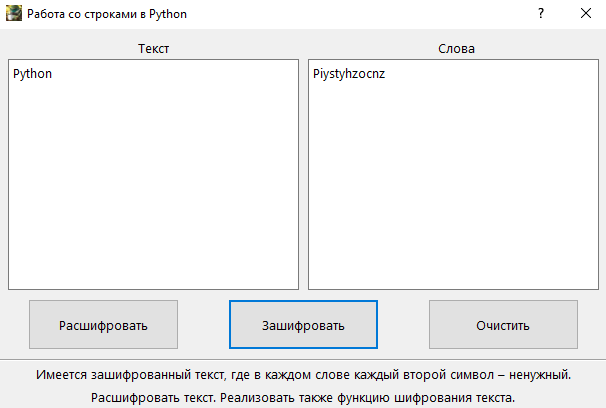 Работа со строками в Python
?
Текст
Слова
Python
Piystyhzocnz
Расшифровать
Зашифровать
Очистить
Имеется зашифрованный текст, где в каждом слове каждый второй символ – ненужный.
Расшифровать текст. Реализовать также функцию шифрования текста.